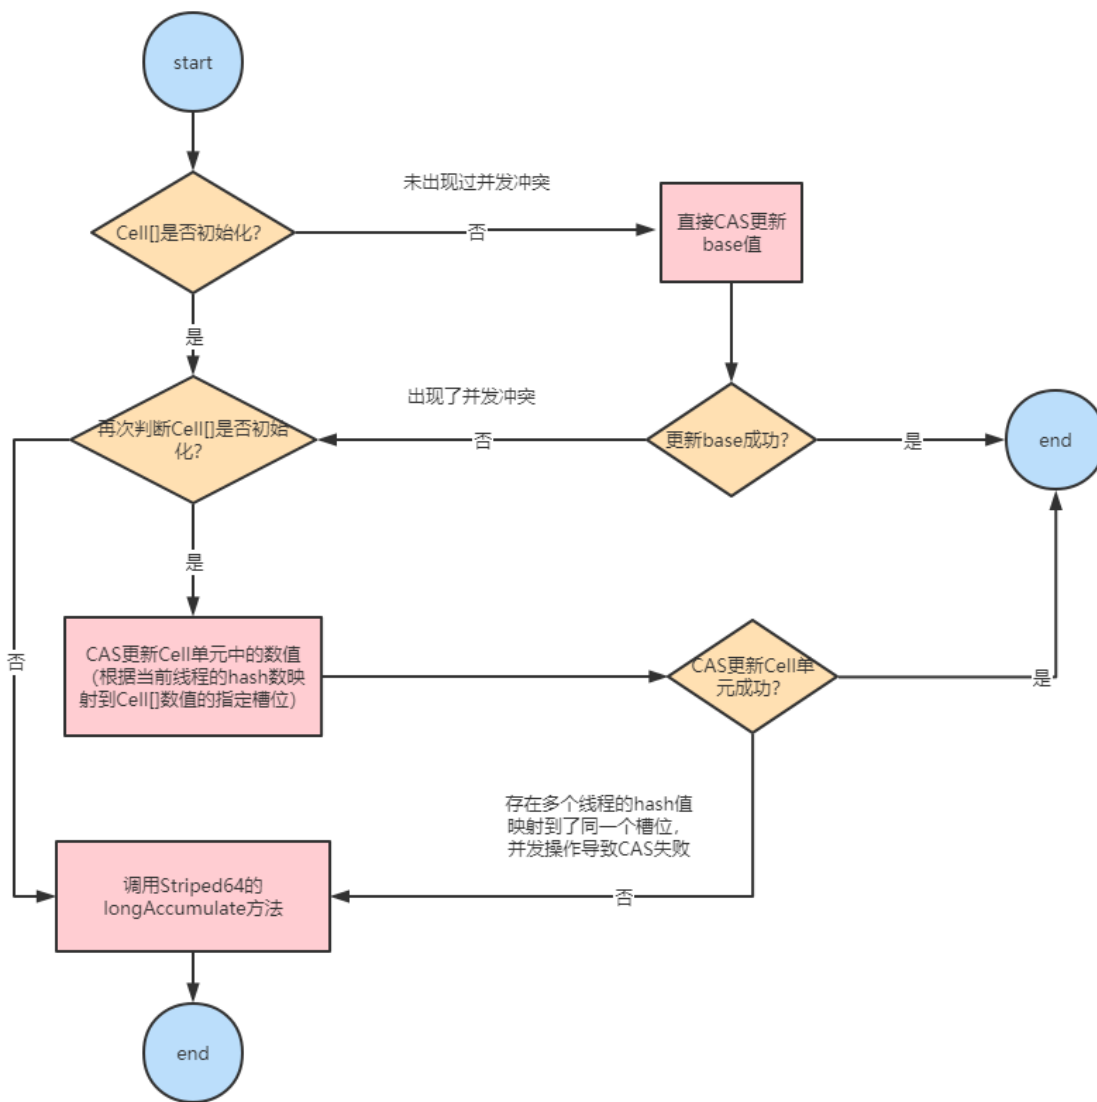 start
未出现过并发冲突
Cell[]是否初始化？
否
直接CAS更新
base值
是
出现了并发冲突
再次判断Cell[]是否初始
化？
否
更新base成功？
是
end
是
CAS更新Cell单元中的数值
（根据当前线程的hash数映
射到Cell[]数值的指定槽位）
CAS更新Cell单
元成功？
是
否
存在多个线程的hash值
映射到了同一个槽位，
并发操作导致CAS失败
调用Striped64的
longAccumulate方法
否
end